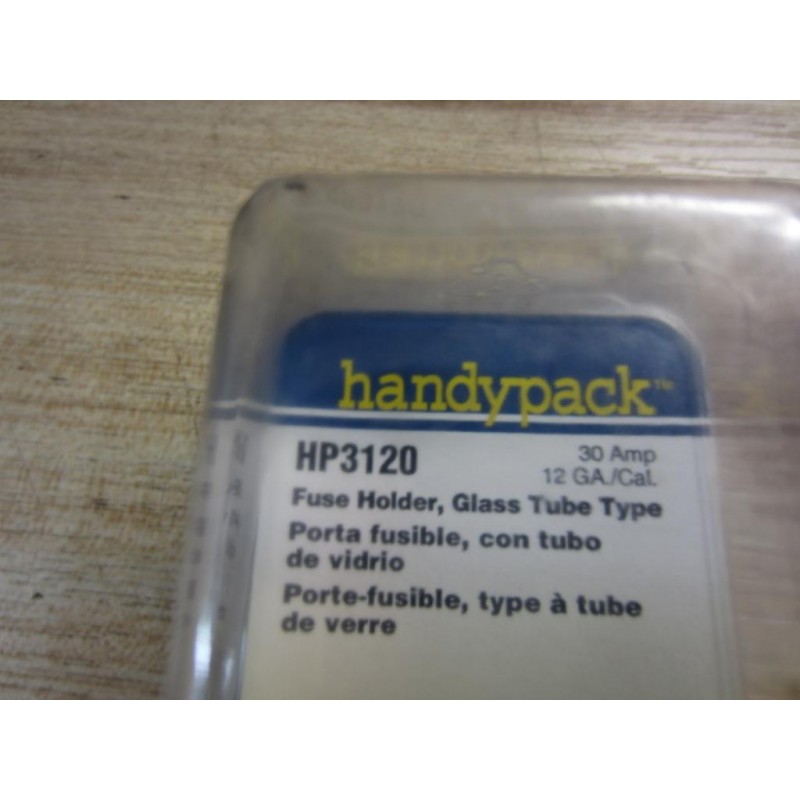 handypack™
HP3120
30 Amp
12 GA./Cal.
Fuse Holder, Glass Tube Type
Porta fusible, con tubo
de vidrio
Porte-fusible, type à tube
de verre